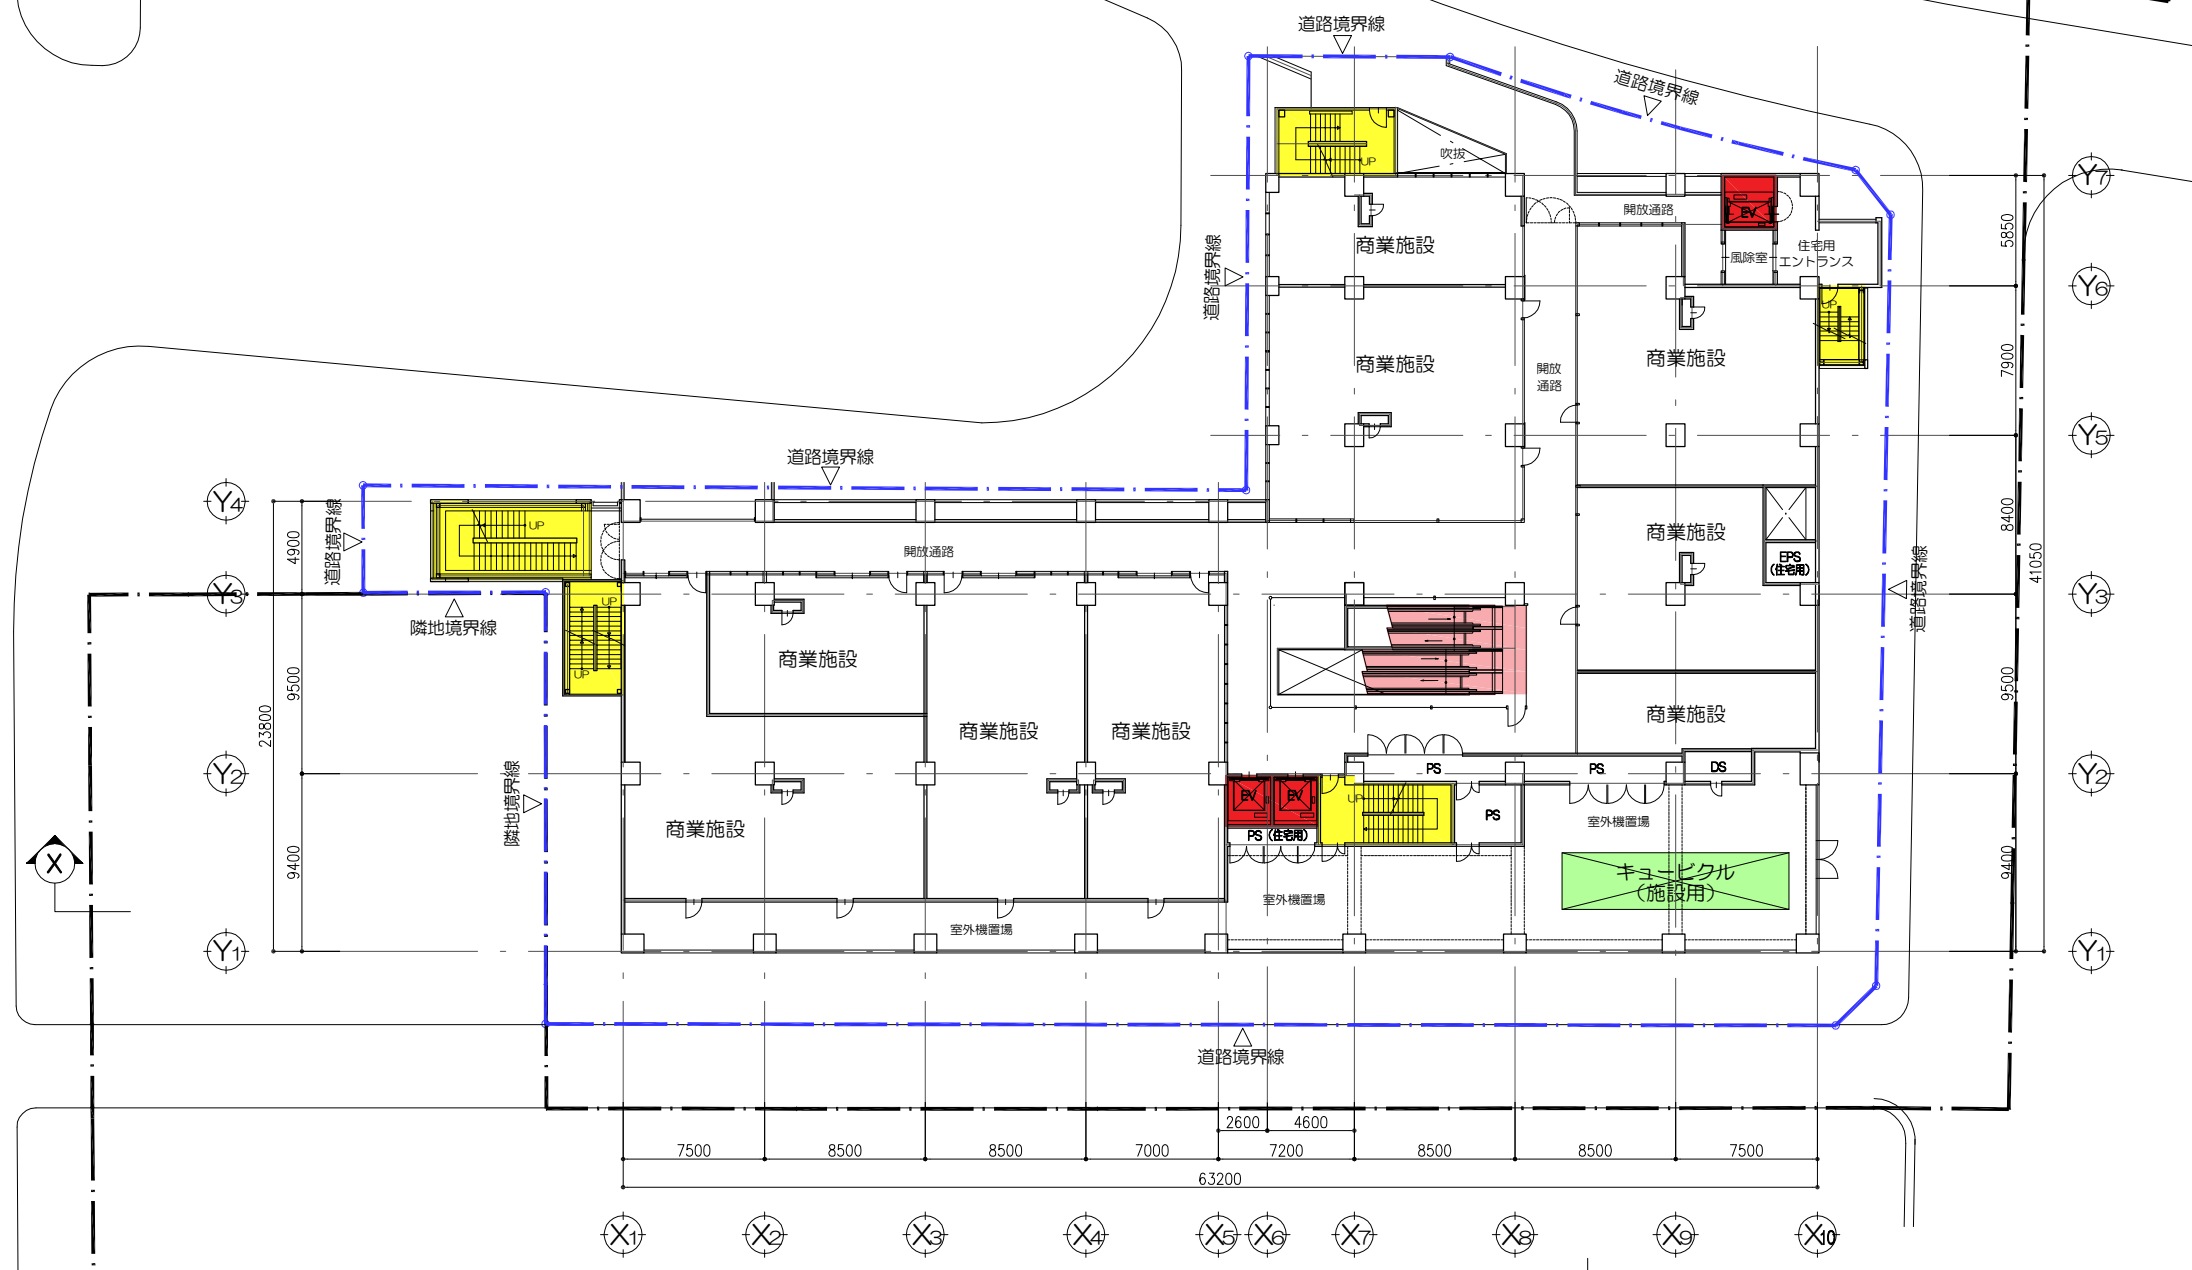 道路境界線
道路境界線
吹抜
UP
Y7
開放通路
EV
商業施設
住宅用
エントランス
風除室
5850
道路境界線
Y6
UP
商業施設
商業施設
開放
通路
7900
Y5
道路境界線
Y4
道路境界線
UP
4900
開放通路
商業施設
EPS
(住宅用)
8400
41050
道路境界線
Y3
Y3
隣地境界線
UP
UP
商業施設
9500
23800
商業施設
商業施設
商業施設
9500
隣地境界線
Y2
PS
PS
DS
Y2
EV
EV
UP
PS
PS (住宅用)
室外機置場
商業施設
9400
キュービクル
(施設用)
9400
X
室外機置場
室外機置場
Y1
Y1
道路境界線
2600
4600
7500
8500
8500
7000
7200
8500
8500
7500
63200
X1
X2
X3
X4
X5
X6
X7
X8
X9
X10